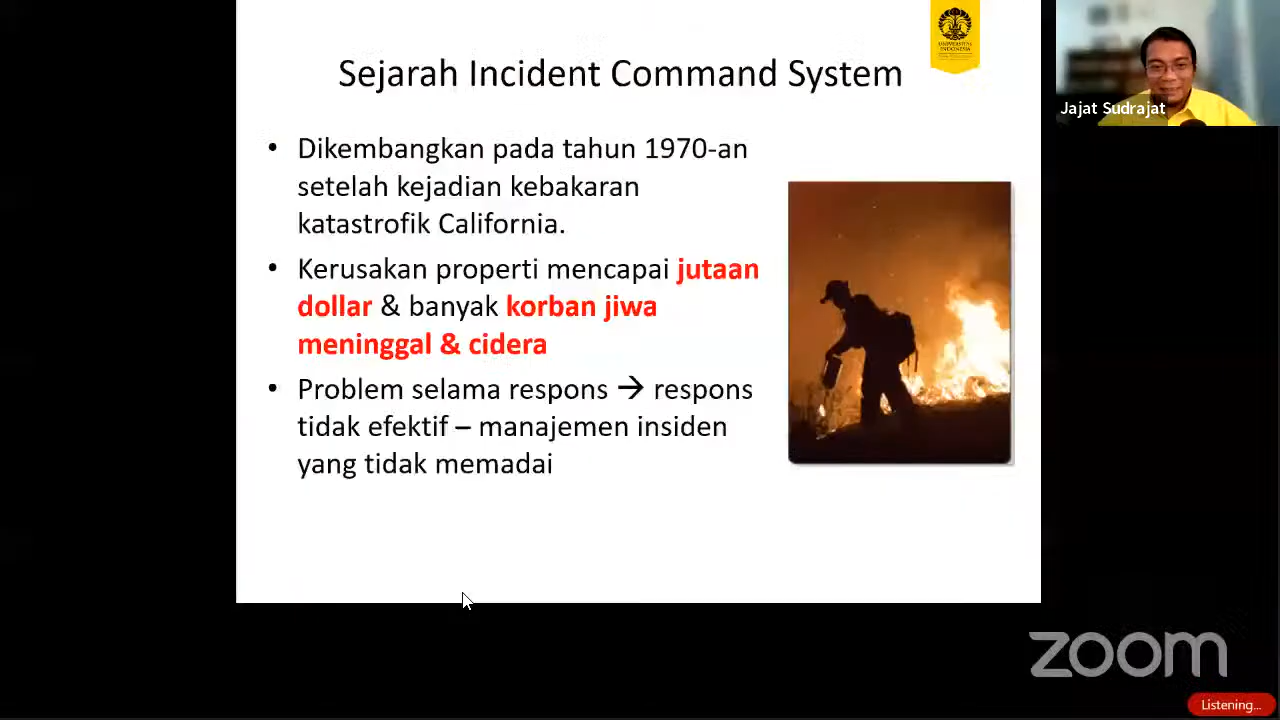 Sejarah Incident Command System
UNIVERSITAS
INDONESIA
Jajat Sudrajat
• Dikembangkan pada tahun 1970-an
setelah kejadian kebakaran
katastrofik California.
• Kerusakan properti mencapai jutaan
dollar & banyak korban jiwa
meninggal & cidera
• Problem selama respons → respons
tidak efektif – manajemen insiden
yang tidak memadai
zoom
Listening...